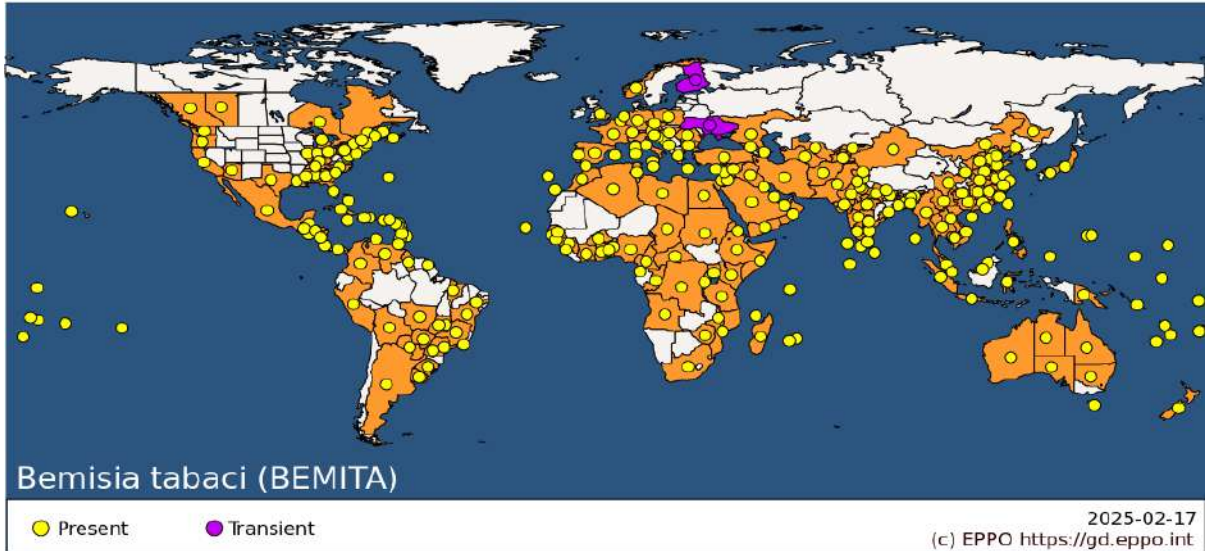 Bemisia tabaci (BEMITA)
Present
Transient
2025-02-17
(c) EPPO https://gd.eppo.int